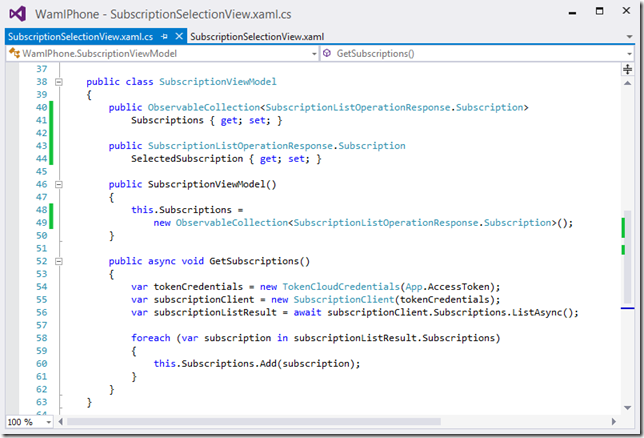 WamIPhone - SubscriptionSelectionView.xaml.cs
SubscriptionSelectionView.xaml.cs SubscriptionSelectionView.xaml
WamIPhone.SubscriptionViewModel GetSubscriptions()
37
38 public class SubscriptionViewModel
39 {
40 public ObservableCollection<SubscriptionListOperationResponse.Subscription>
41 Subscriptions { get; set; }
42
43 public SubscriptionListOperationResponse.Subscription
44 SelectedSubscription { get; set; }
45
46 public SubscriptionViewModel()
47 {
48 this.Subscriptions =
49 new ObservableCollection<SubscriptionListOperationResponse.Subscription>();
50 }
51
52 public async void GetSubscriptions()
53 {
54 var tokenCredentials = new TokenCloudCredentials(App.AccessToken);
55 var subscriptionClient = new SubscriptionClient(tokenCredentials);
56 var subscriptionListResult = await subscriptionClient.Subscriptions.ListAsync();
57
58 foreach (var subscription in subscriptionListResult.Subscriptions)
59 {
60 this.Subscriptions.Add(subscription);
61 }
62 }
63 }
64
100 %